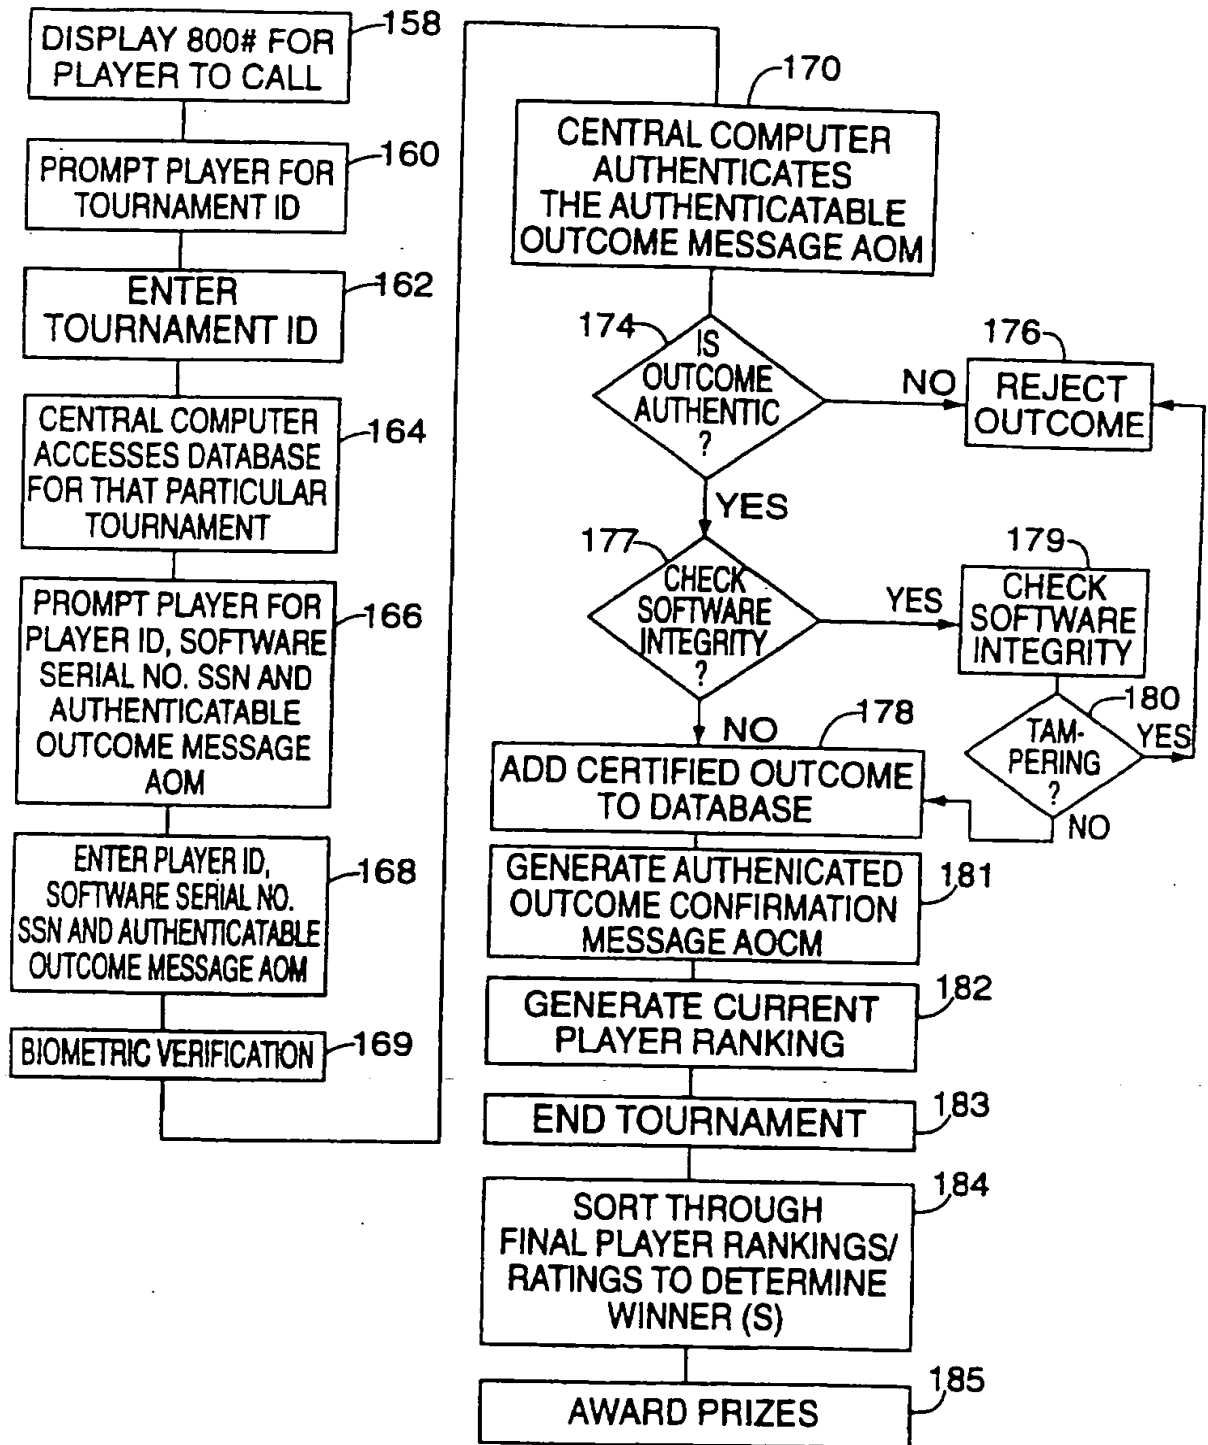 DISPLAY 800# FOR
PLAYER TO CALL
158
PROMPT PLAYER FOR
TOURNAMENT ID
160
ENTER
TOURNAMENT ID
162
CENTRAL COMPUTER
ACCESSES DATABASE
FOR THAT PARTICULAR
TOURNAMENT
164
PROMPT PLAYER FOR
PLAYER ID, SOFTWARE
SERIAL NO. SSN AND
AUTHENTICATABLE
OUTCOME MESSAGE
AOM
166
ENTER PLAYER ID,
SOFTWARE SERIAL NO.
SSN AND AUTHENTICATABLE
OUTCOME MESSAGE AOM
168
BIOMETRIC VERIFICATION
169
170
CENTRAL COMPUTER
AUTHENTICATES
THE AUTHENTICATABLE
OUTCOME MESSAGE AOM
174
IS
OUTCOME
AUTHENTIC
?
NO
176
REJECT
OUTCOME
YES
177
CHECK
SOFTWARE
INTEGRITY
?
YES
179
CHECK
SOFTWARE
INTEGRITY
180
TAM-
PERING
?
YES
NO
NO
178
ADD CERTIFIED OUTCOME
TO DATABASE
GENERATE AUTHENICATED
OUTCOME CONFIRMATION
MESSAGE AOCM
181
GENERATE CURRENT
PLAYER RANKING
182
END TOURNAMENT
183
SORT THROUGH
FINAL PLAYER RANKINGS/
RATINGS TO DETERMINE
WINNER (S)
184
AWARD PRIZES
185